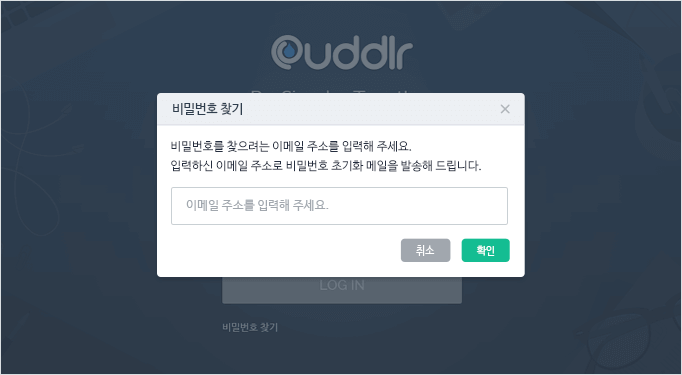 Puddlr
비밀번호 찾기
비밀번호를 찾으려는 이메일 주소를 입력해 주세요.
입력하신 이메일 주소로 비밀번호 초기화 메일을 발송해 드립니다.
이메일 주소를 입력해 주세요.
취소 확인
LOG IN
비밀번호 찾기